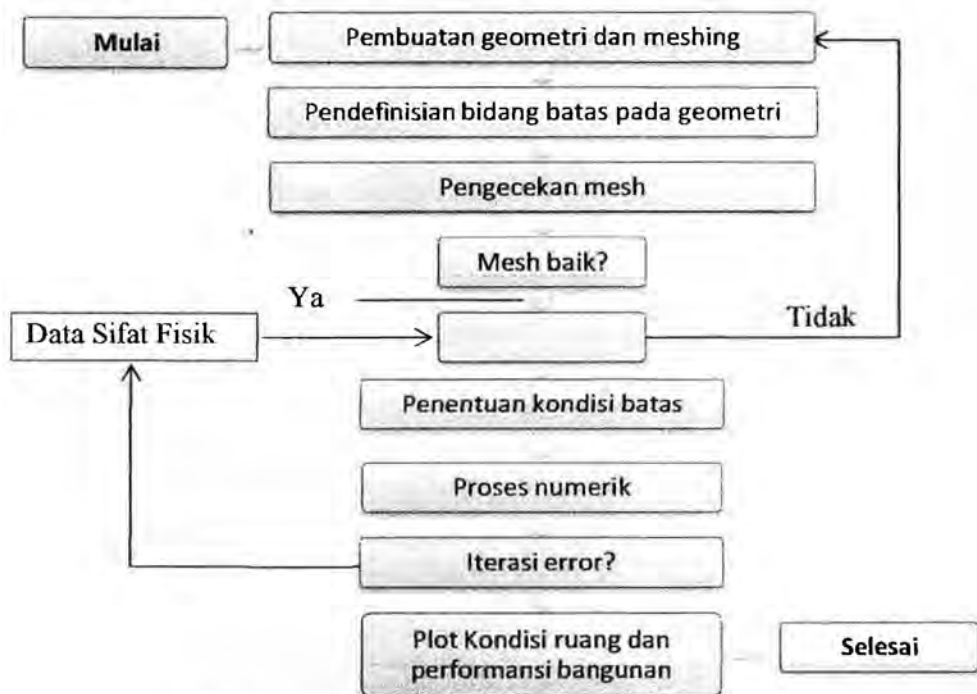 Mulai
Pembuatan geometri dan meshing
Pendefinisian bidang batas pada geometri
Pengecekan mesh
Mesh baik?
Ya
Tidak
Data Sifat Fisik
Penentuan kondisi batas
Proses numerik
Iterasi error?
Plot Kondisi ruang dan
performansi bangunan
Selesai